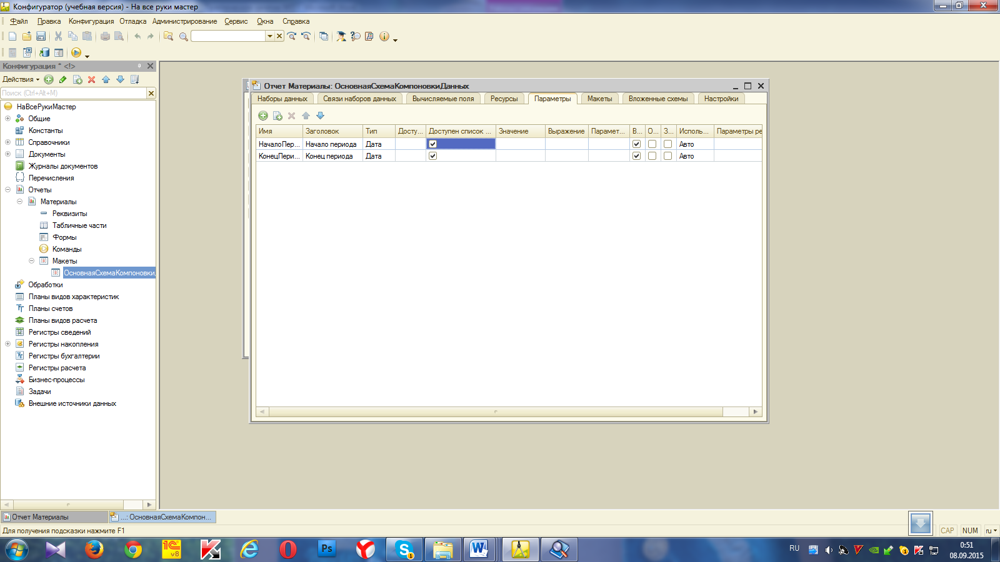 Конфигуратор (учебная версия) - На все руки мастер
Файл Правка Конфигурация Отладка Администрирование Сервис Окна Справка
Конфигурация * <!>
Действия
Поиск (Ctrl+Alt+M)
НаВсеРукиМастер
Общие
Константы
Справочники
Документы
Журналы документов
Перечисления
Отчеты
Материалы
Реквизиты
Табличные части
Формы
Команды
Макеты
ОсновнаяСхемаКомпоновки
Обработки
Планы видов характеристик
Планы счетов
Планы видов расчета
Регистры сведений
Регистры накопления
Регистры бухгалтерии
Регистры расчета
Бизнес-процессы
Задачи
Внешние источники данных
Отчет Материалы: ОсновнаяСхемаКомпоновкиДанных
Наборы данных Связи наборов данных Вычисляемые поля Ресурсы Параметры Макеты Вложенные схемы Настройки
Имя Заголовок Тип Досту... Доступен список ... Значение Выражение Парамет... В... О... З... Исполь... Параметры ре
НачалоПер... Начало периода Дата Авто
КонецПери... Конец периода Дата Авто
Отчет Материалы ...: ОсновнаяСхемаКомпон...
Для получения подсказки нажмите F1 CAP NUM ru
1С v8 Ps RU
0:51
08.09.2015